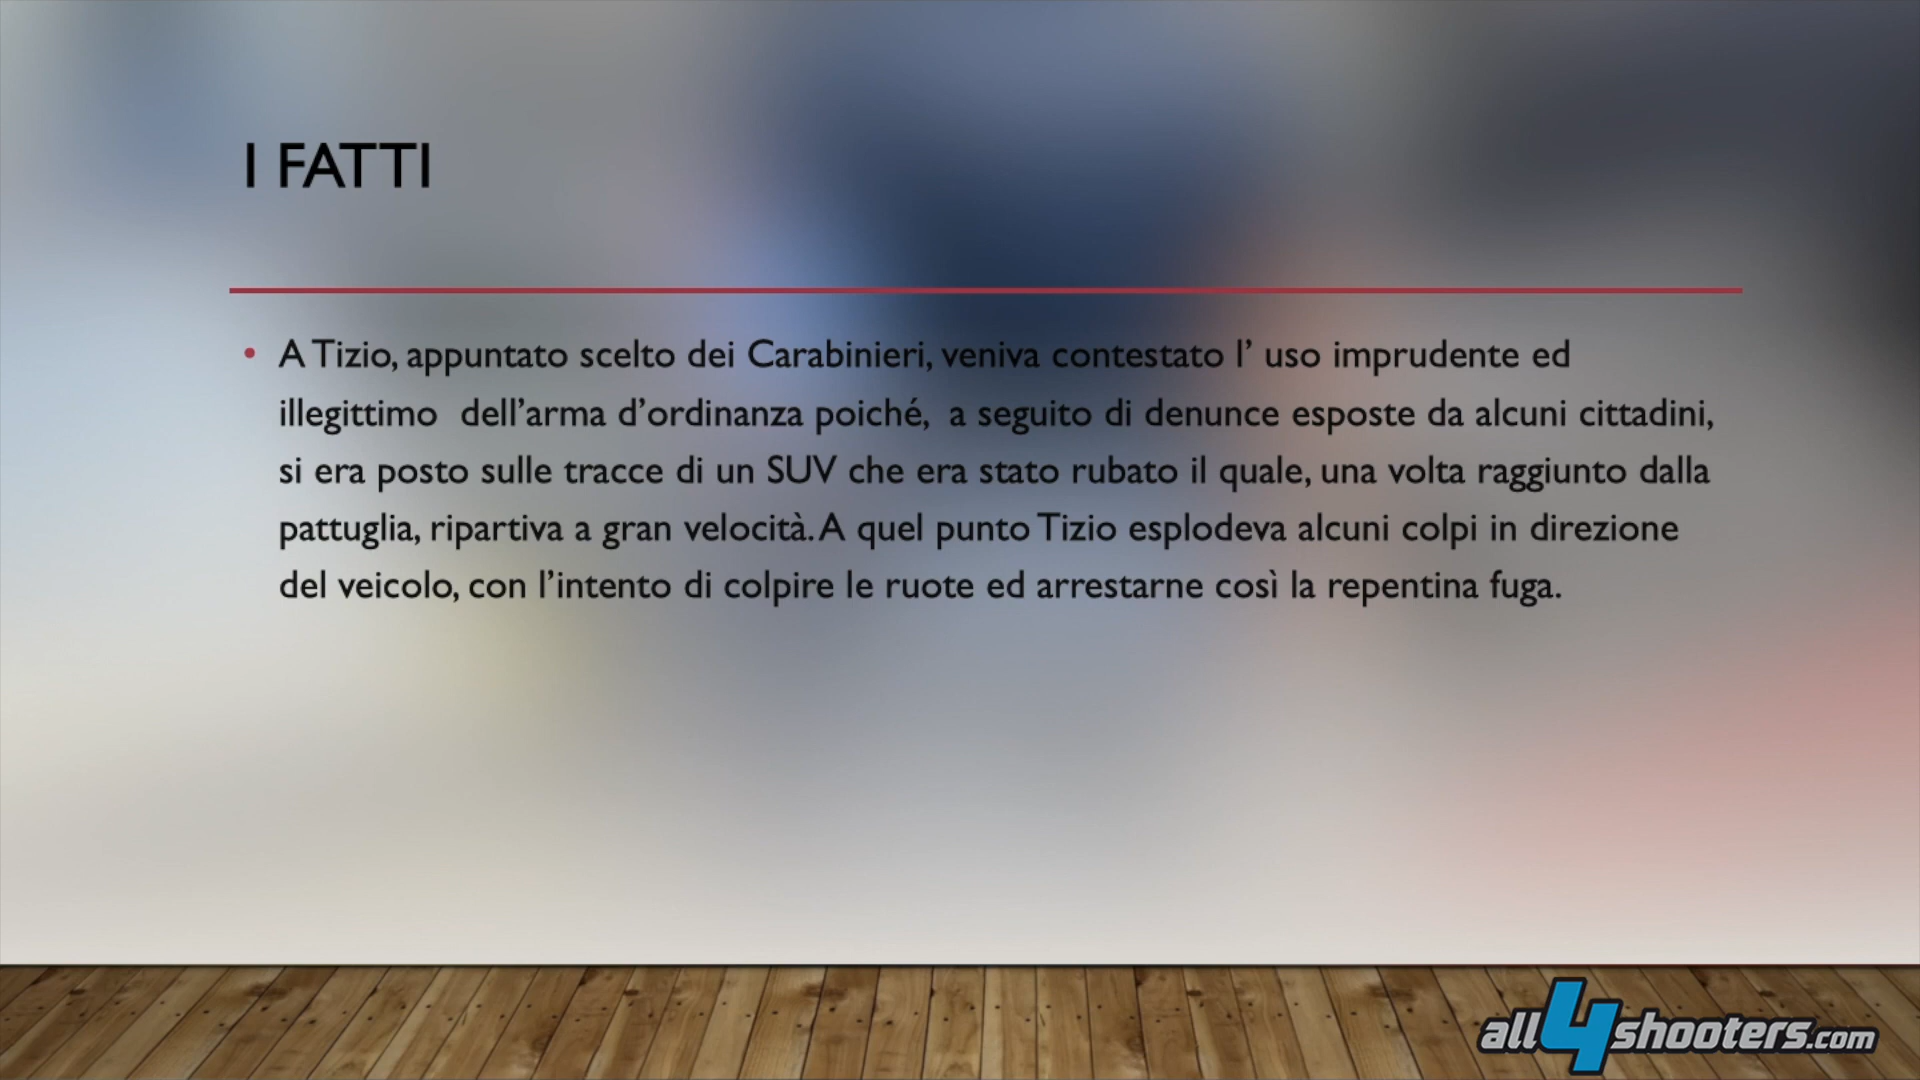 I FATTI
• A Tizio, appuntato scelto dei Carabinieri, veniva contestato l’ uso imprudente ed
illegittimo  dell’arma d’ordinanza poiché,  a seguito di denunce esposte da alcuni cittadini,
si era posto sulle tracce di un SUV che era stato rubato il quale, una volta raggiunto dalla
pattuglia, ripartiva a gran velocità. A quel punto Tizio esplodeva alcuni colpi in direzione
del veicolo, con l’intento di colpire le ruote ed arrestarne così la repentina fuga.
all4shooters.com